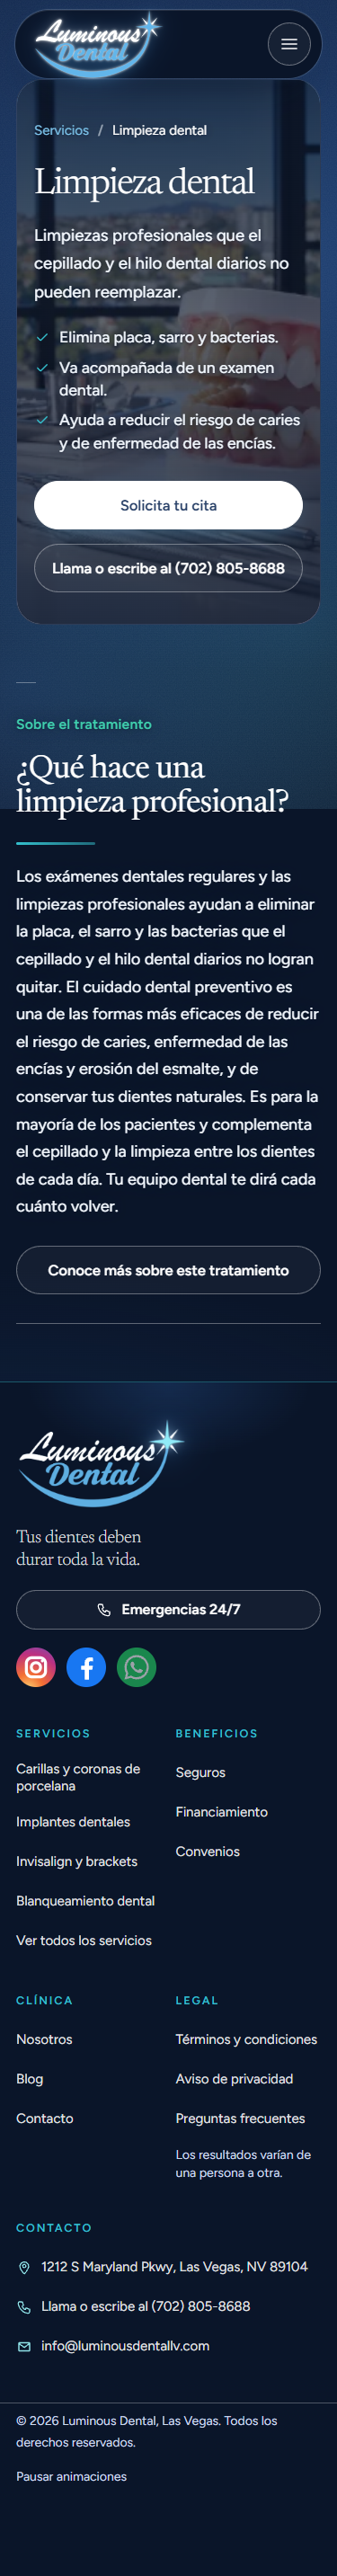 Luminous
Dental
Servicios / Limpieza dental
Limpieza dental
Limpiezas profesionales que el
cepillado y el hilo dental diarios no
pueden reemplazar.
Elimina placa, sarro y bacterias.
Va acompañada de un examen
dental.
Ayuda a reducir el riesgo de caries
y de enfermedad de las encías.
Solicita tu cita
Llama o escribe al (702) 805-8688
Sobre el tratamiento
¿Qué hace una
limpieza profesional?
Los exámenes dentales regulares y las
limpiezas profesionales ayudan a eliminar
la placa, el sarro y las bacterias que el
cepillado y el hilo dental diarios no logran
quitar. El cuidado dental preventivo es
una de las formas más eficaces de reducir
el riesgo de caries, enfermedad de las
encías y erosión del esmalte, y de
conservar tus dientes naturales. Es para la
mayoría de los pacientes y complementa
el cepillado y la limpieza entre los dientes
de cada día. Tu equipo dental te dirá cada
cuánto volver.
Conoce más sobre este tratamiento
Luminous
Dental
Tus dientes deben
durar toda la vida.
Emergencias 24/7
SERVICIOS
Carillas y coronas de
porcelana
Implantes dentales
Invisalign y brackets
Blanqueamiento dental
Ver todos los servicios
BENEFICIOS
Seguros
Financiamiento
Convenios
CLÍNICA
Nosotros
Blog
Contacto
LEGAL
Términos y condiciones
Aviso de privacidad
Preguntas frecuentes
Los resultados varían de
una persona a otra.
CONTACTO
1212 S Maryland Pkwy, Las Vegas, NV 89104
Llama o escribe al (702) 805-8688
info@luminousdentallv.com
© 2026 Luminous Dental, Las Vegas. Todos los
derechos reservados.
Pausar animaciones